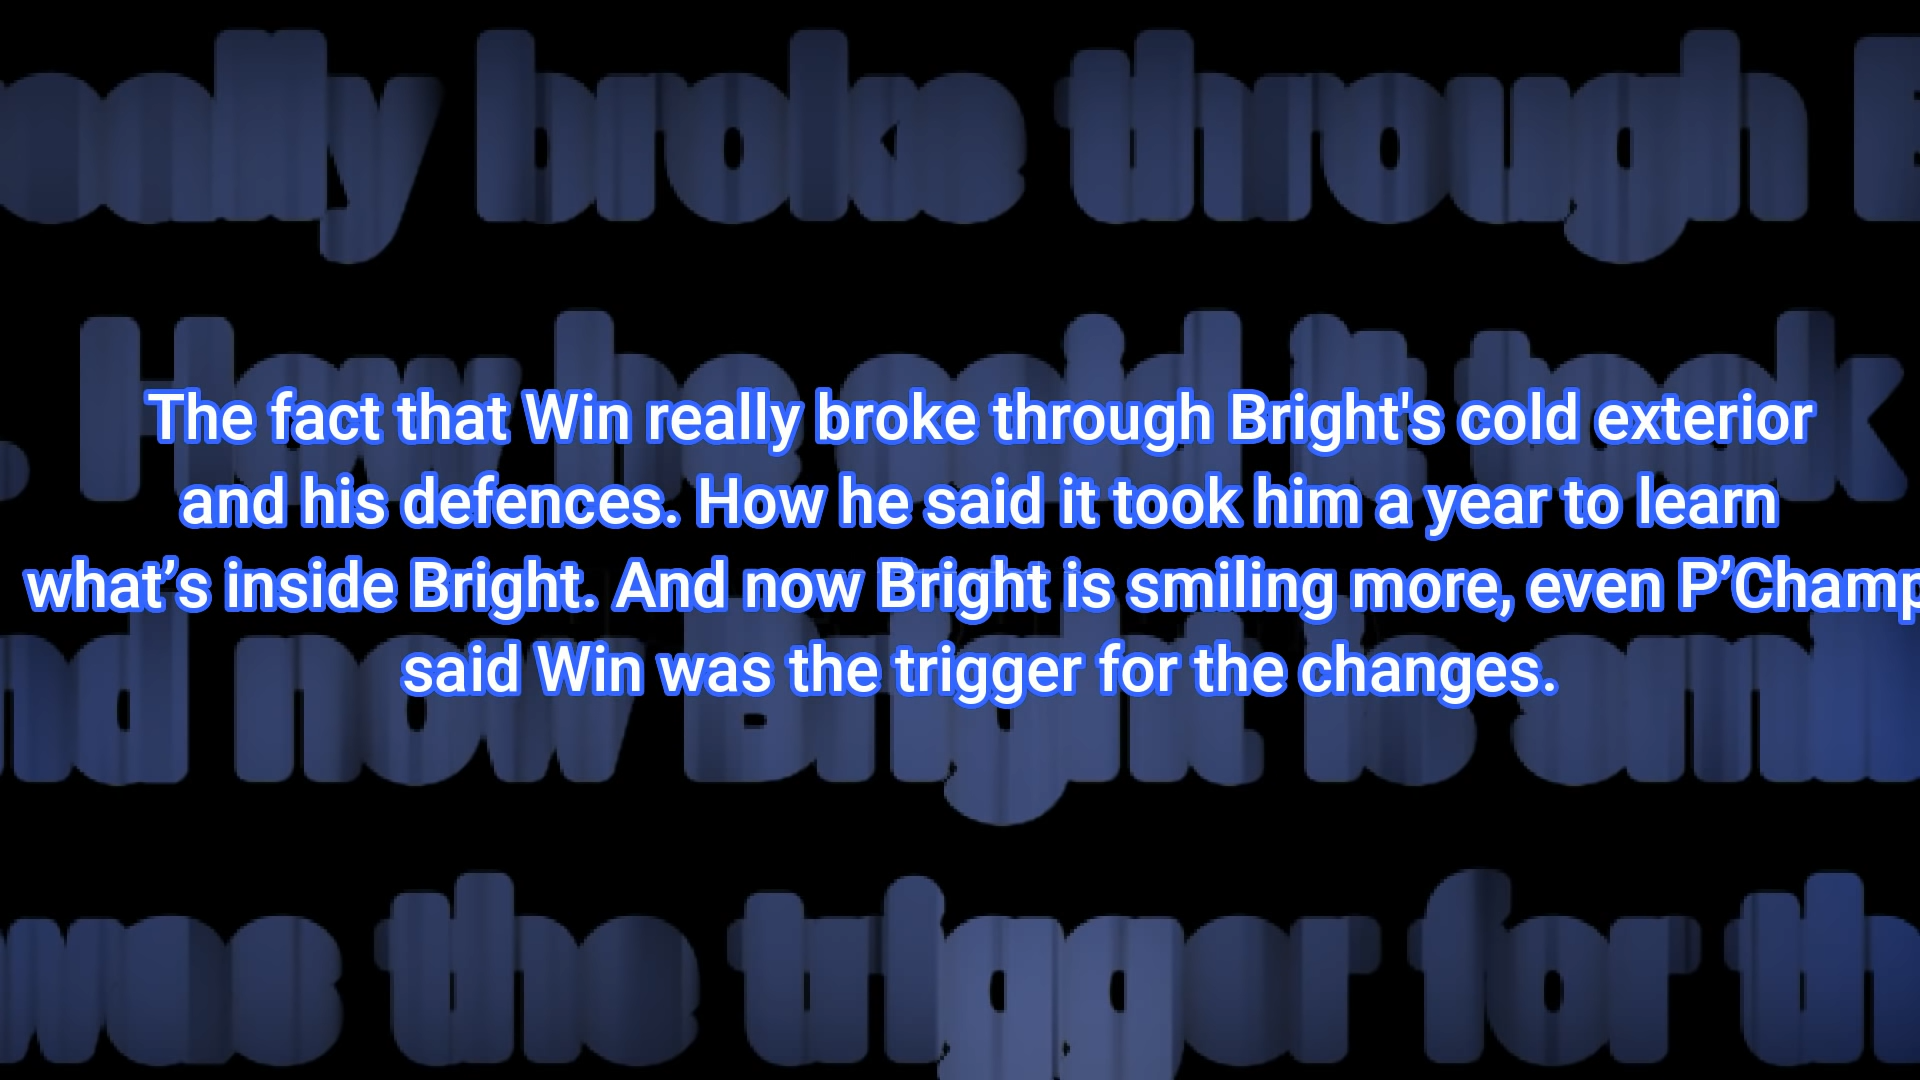 The fact that Win really broke through Bright's cold exterior
and his defences. How he said it took him a year to learn
what’s inside Bright. And now Bright is smiling more, even P’Champ
said Win was the trigger for the changes.